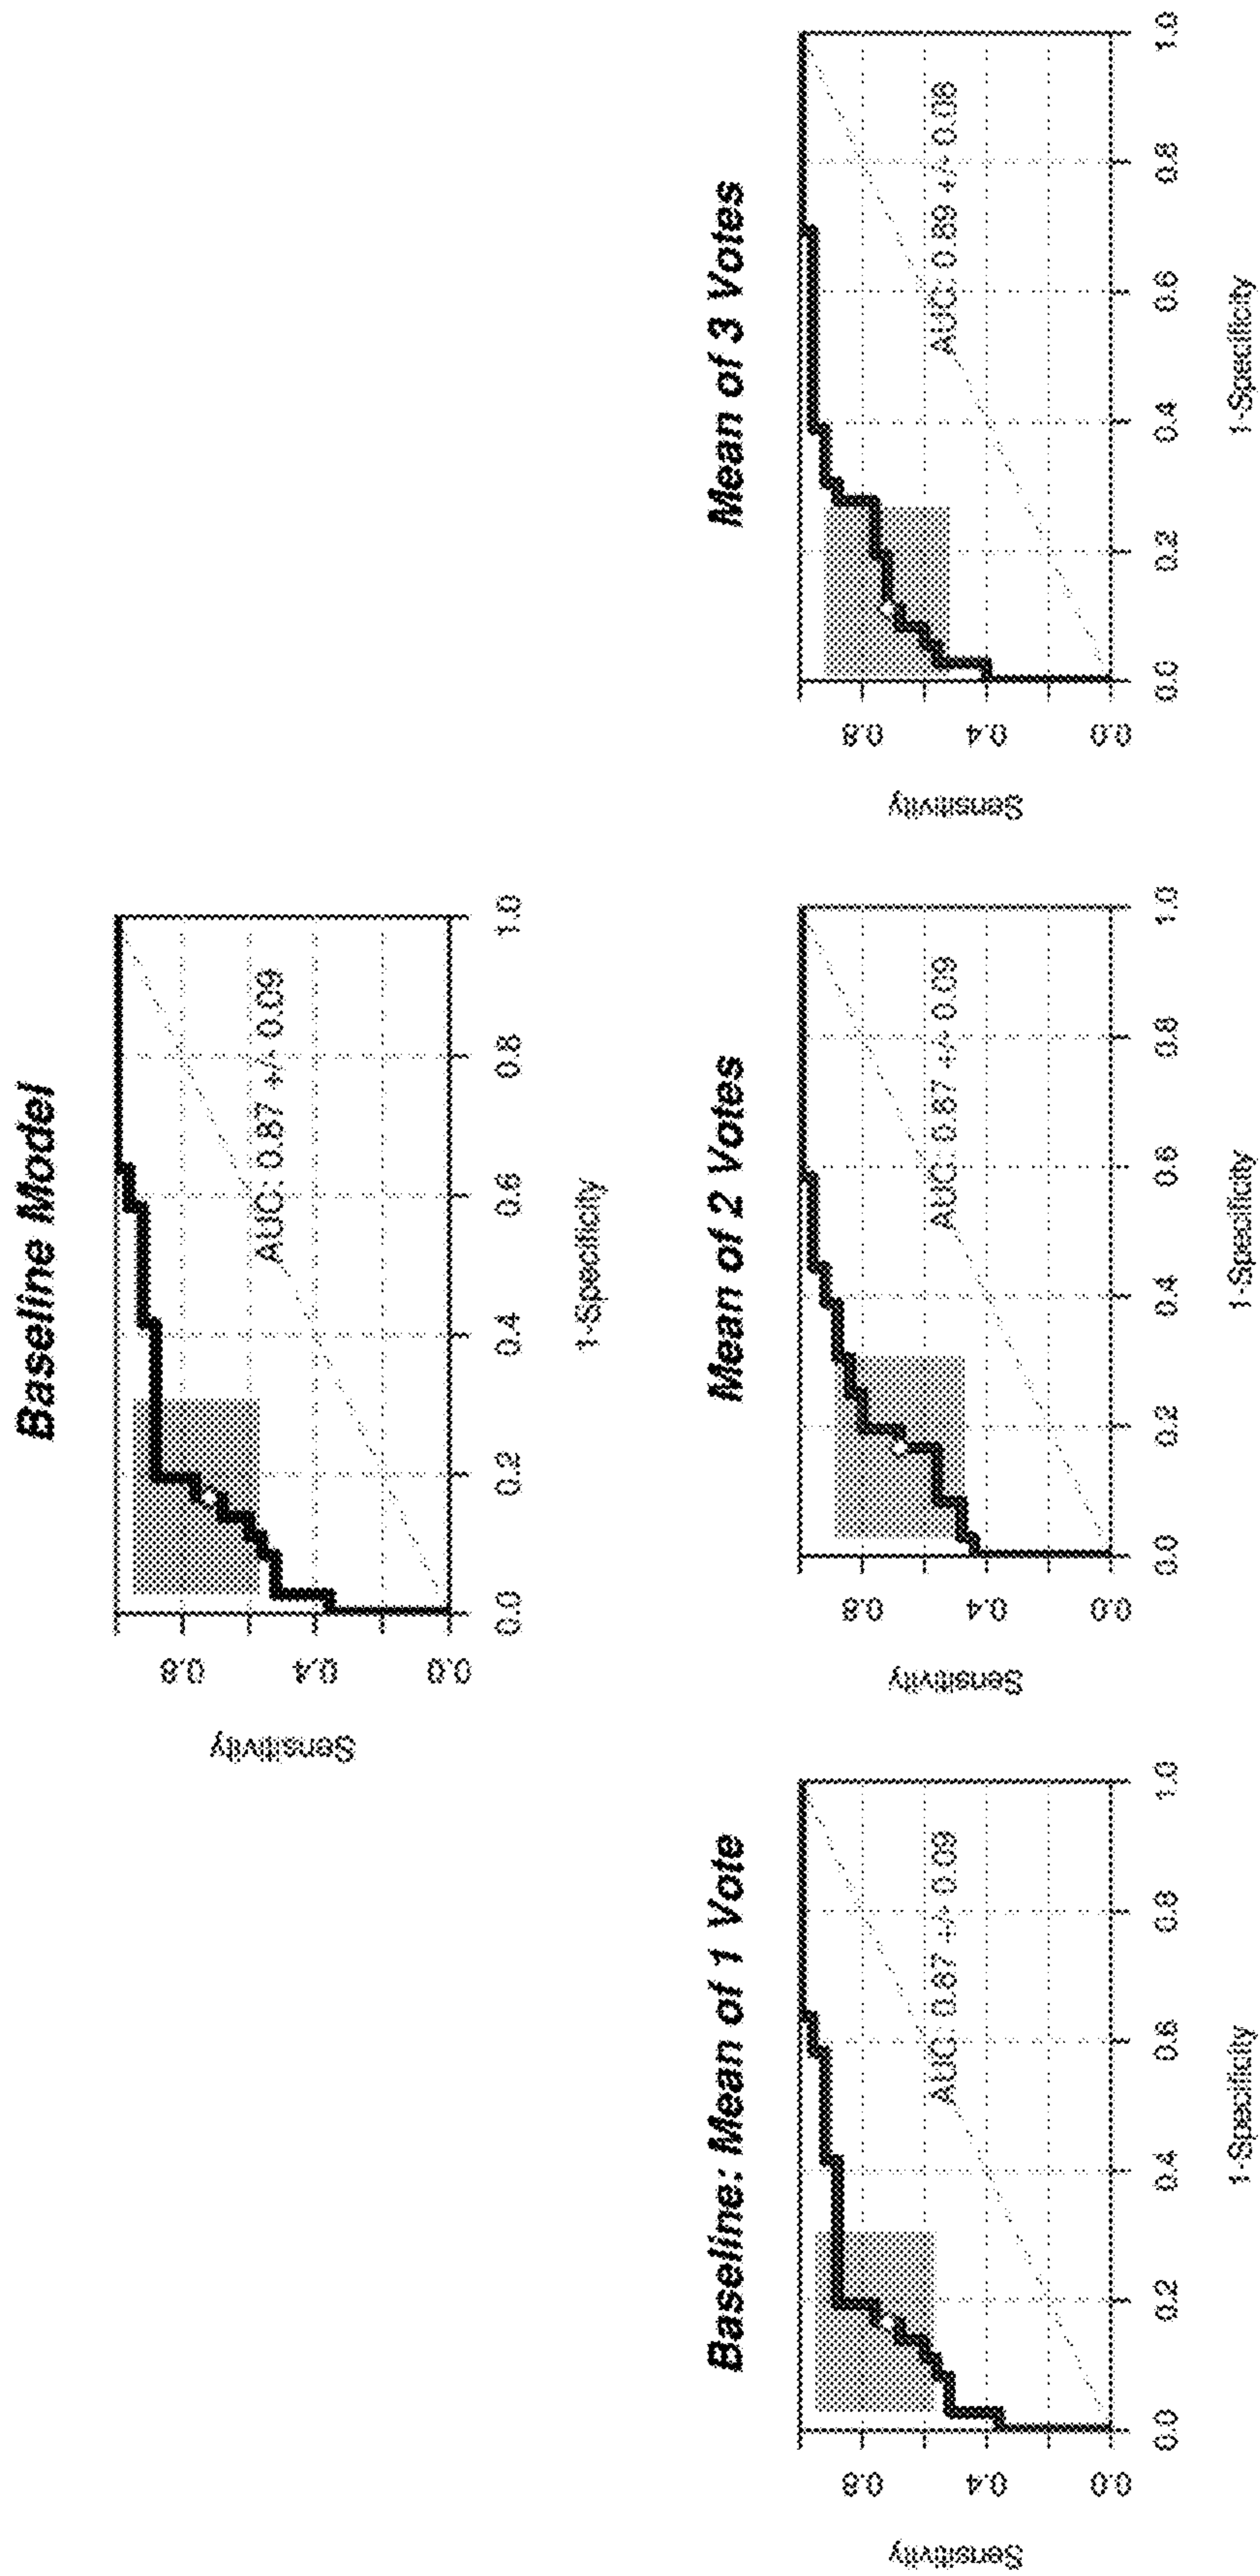 Baseline Model
Sensitivity
0.8
0.4
0.0
AUC: 0.87 +/- 0.09
0.0 0.2 0.4 0.6 0.8 1.0
1-Specificity
Baseline: Mean of 1 Vote
Sensitivity
0.8
0.4
0.0
AUC: 0.87 +/- 0.09
0.0 0.2 0.4 0.6 0.8 1.0
1-Specificity
Mean of 2 Votes
Sensitivity
0.8
0.4
0.0
AUC: 0.87 +/- 0.09
0.0 0.2 0.4 0.6 0.8 1.0
1-Specificity
Mean of 3 Votes
Sensitivity
0.8
0.4
0.0
AUC: 0.89 +/- 0.08
0.0 0.2 0.4 0.6 0.8 1.0
1-Specificity